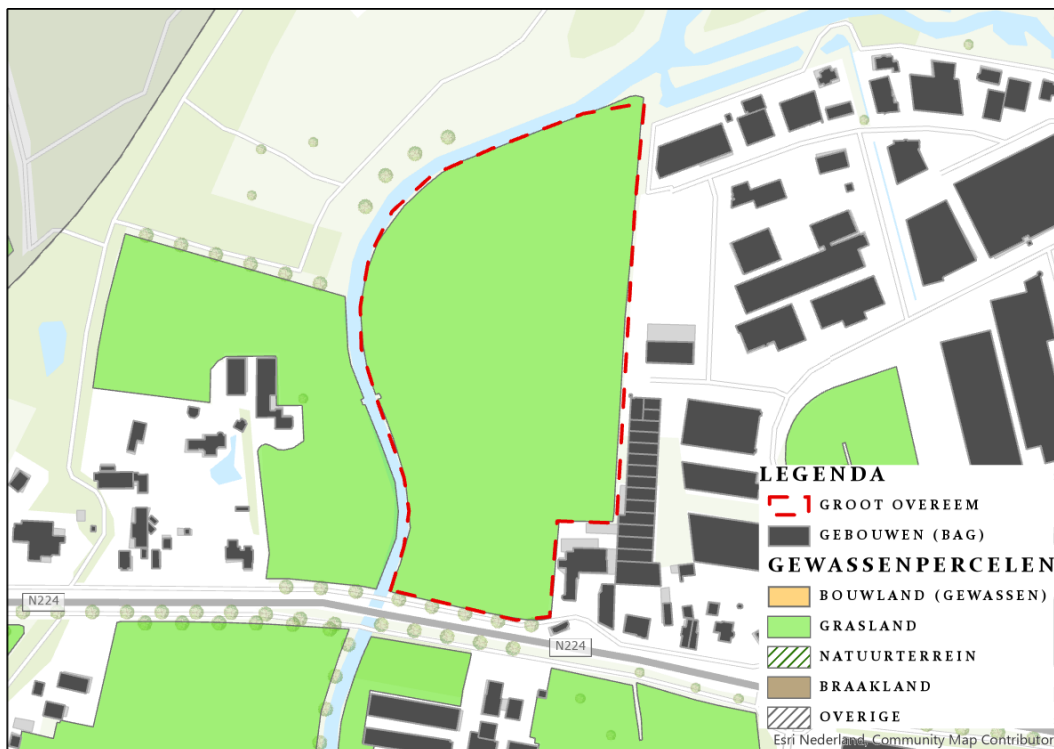 LEGENDA
GROOT OVEREEM
GEBOUWEN (BAG)
GEWASSENPERCELEN
BOUWLAND (GEWASSEN)
N224
GRASLAND
N224
NATUURTERREIN
BRAAKLAND
OVERIGE
Esri Nederland, Community Map Contributor